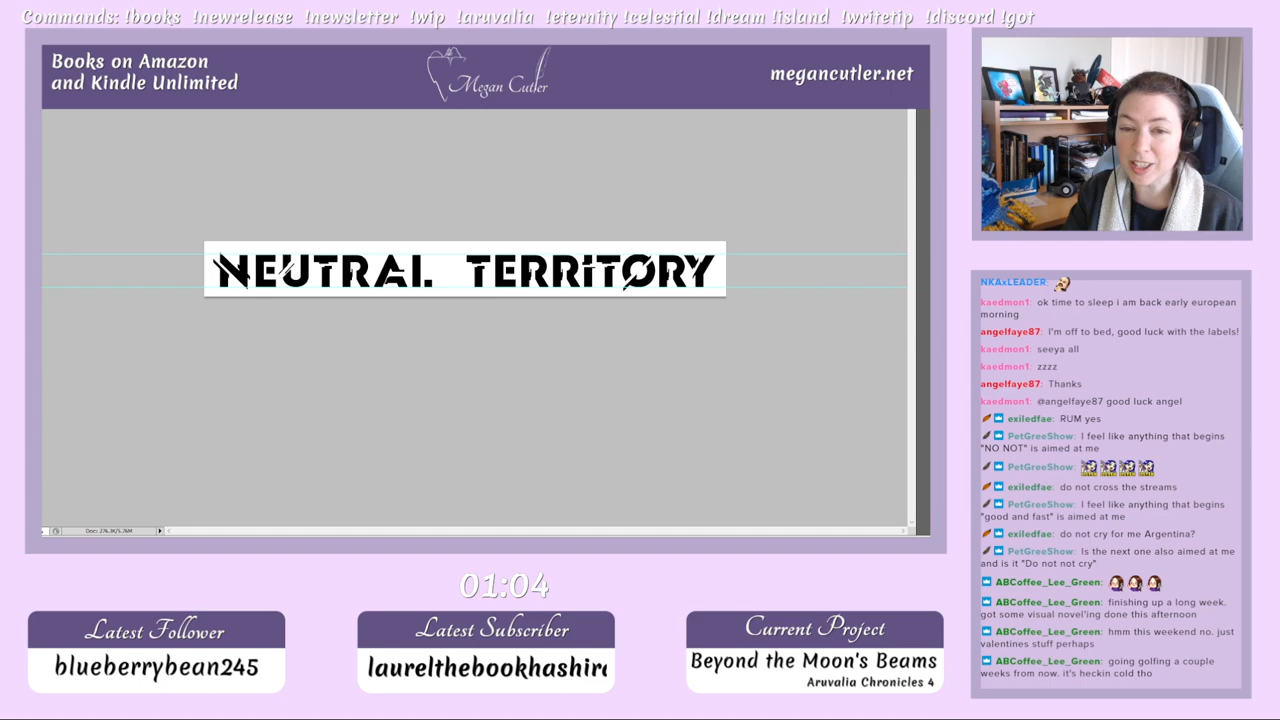 Commands: !books !newrelease !newsletter !wip !aruvalia !eternity !celestial !dream !island !writetip !discord !got
Books on Amazon
and Kindle Unlimited
Megan Cutler
megancutler.net
NEUTRAL TERRITORY
Doc: 276.3K/5.76M
01:04
Latest Follower
blueberrybean245
Latest Subscriber
laurelthebookhashira
Current Project
Beyond the Moon's Beams
Aruvalia Chronicles 4
NKAxLEADER:
kaedmon1: ok time to sleep i am back early european
morning
angelfaye87: I'm off to bed, good luck with the labels!
kaedmon1: seeya all
kaedmon1: zzzz
angelfaye87: Thanks
kaedmon1: @angelfaye87 good luck angel
exiledfae: RUM yes
PetGreeShow: I feel like anything that begins
"NO NOT" is aimed at me
PetGreeShow:
exiledfae: do not cross the streams
PetGreeShow: I feel like anything that begins
"good and fast" is aimed at me
exiledfae: do not cry for me Argentina?
PetGreeShow: Is the next one also aimed at me
and is it "Do not not cry"
ABCoffee_Lee_Green:
ABCoffee_Lee_Green: finishing up a long week.
got some visual novel'ing done this afternoon
ABCoffee_Lee_Green: hmm this weekend no. just
valentines stuff perhaps
ABCoffee_Lee_Green: going golfing a couple
weeks from now. it's heckin cold tho